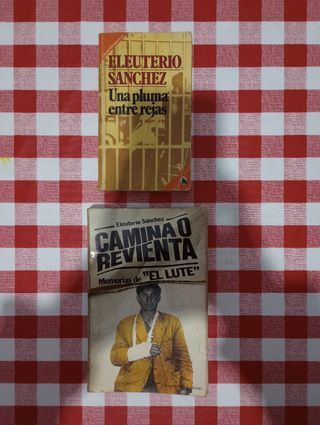 ELEUTERIO
SANCHEZ
Una pluma
entre rejas
Eleuterio Sánchez
CAMINA O
REVIENTA
Memorias de "EL LUTE"